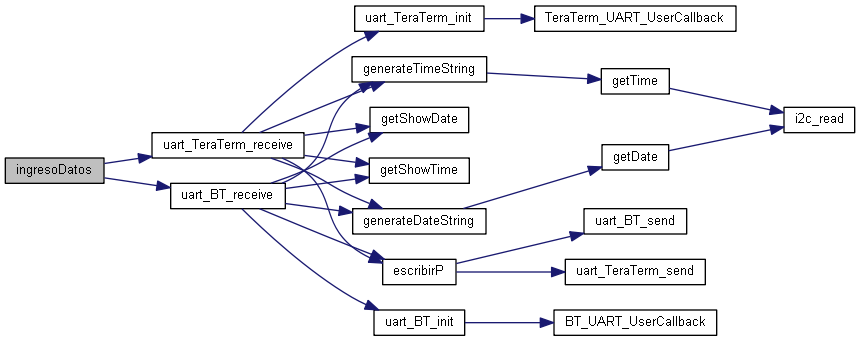 uart_TeraTerm_init
TeraTerm_UART_UserCallback
generateTimeString
getTime
getShowDate
i2c_read
uart_TeraTerm_receive
getDate
ingresoDatos
getShowTime
uart_BT_receive
generateDateString
uart_BT_send
escribirP
uart_TeraTerm_send
uart_BT_init
BT_UART_UserCallback